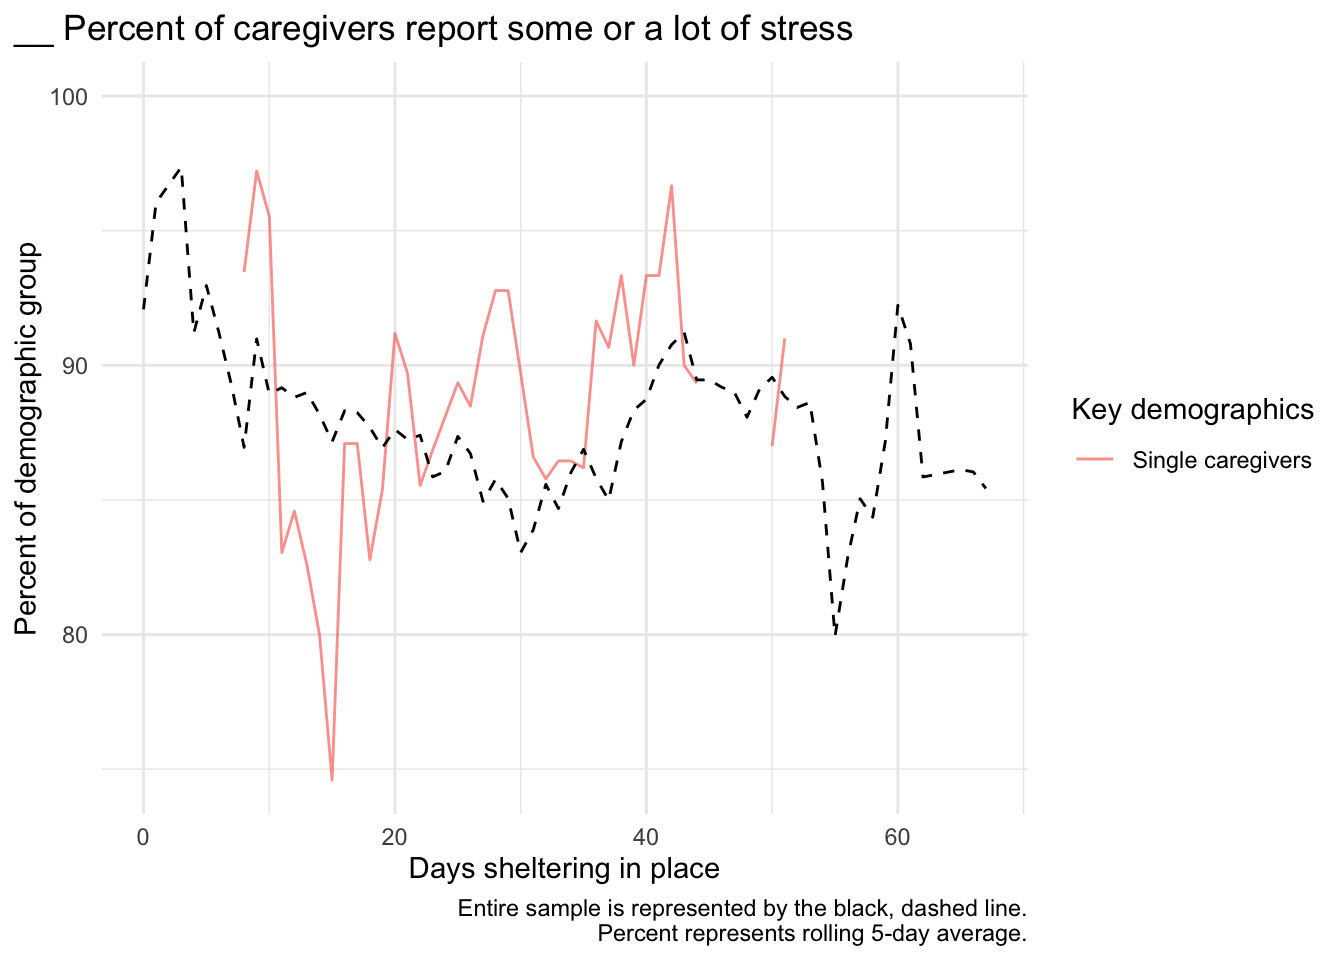 __ Percent of caregivers report some or a lot of stress
Percent of demographic group
100
90
80
0 20 40 60
Days sheltering in place
Key demographics
Single caregivers
Entire sample is represented by the black, dashed line.
Percent represents rolling 5-day average.